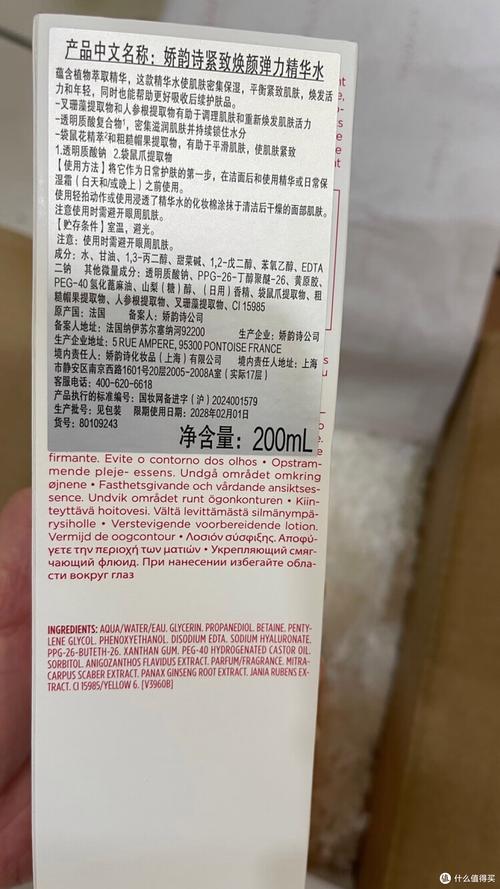 产品中文名称：娇韵诗紧致焕颜弹力精华水
蕴含植物萃取精华，这款精华水使肌肤密集保湿，平衡紧致肌肤，焕发活
力和年轻，同时也能帮助更好吸收后续护肤品。
-叉珊藻提取物和人参根提取物有助于调理肌肤和重新焕发肌肤活力
-透明质酸复合物¹，密集滋润肌肤并持续锁住水分
-袋鼠花精萃²和粗糙帽果提取物，有助于平滑肌肤，使肌肤紧致
1.透明质酸钠 2.袋鼠爪提取物
【使用方法】将它作为日常护肤的第一步，在洁面后和使用精华或日常保
湿霜（白天和/或晚上）之前使用。
使用轻拍动作或使用浸透了精华水的化妆棉涂抹于清洁后干燥的面部肌肤。
注意使用时需避开眼周肌肤。
【贮存条件】室温，避光。
注意：使用时需避开眼周肌肤。
成分：水、甘油、1,3-丙二醇、甜菜碱、1,2-戊二醇、苯氧乙醇、EDTA
二钠 其他微量成分：透明质酸钠、PPG-26-丁醇聚醚-26、黄原胶、
PEG-40 氢化蓖麻油、山梨（糖）醇、（日用）香精、袋鼠爪提取物、粗
糙帽果提取物、人参根提取物、叉珊藻提取物、CI 15985
原产国：法国 备案人：娇韵诗公司
备案人地址：法国纳伊苏尔塞纳河92200 生产企业：娇韵诗公司
生产企业地址：5 RUE AMPERE, 95300 PONTOISE FRANCE
境内责任人：娇韵诗化妆品（上海）有限公司 境内责任人地址：上海
市静安区南京西路1601号20层2005-2008A室（实际17层）
客服电话：400-620-6618
产品执行的标准编号：国妆网备进字（沪）2024001579
生产批号：见包装 限期使用日期：2028年02月01日
货号：80109243
净含量：200mL
firmante. Evite o contorno dos olhos • Opstram-
mende pleje- essens. Undgå området omkring
øjnene • Fasthetsgivande och vårdande ansiktses-
sence. Undvik området runt ögonkonturen • Kiin-
teyttävä hoitovesi. Vältä levittämästä silmänympä-
rysiholle • Verstevigende voorbereidende lotion.
Vermijd de oogcontour • Λοσιόν σύσφιξης. Αποφύ-
γετε την περιοχή των ματιών • Укрепляющий смяг-
чающий флюид. При нанесении избегайте обла-
сти вокруг глаз
INGREDIENTS: AQUA/WATER/EAU. GLYCERIN. PROPANEDIOL. BETAINE. PENTY-
LENE GLYCOL. PHENOXYETHANOL. DISODIUM EDTA. SODIUM HYALURONATE.
PPG-26-BUTETH-26. XANTHAN GUM. PEG-40 HYDROGENATED CASTOR OIL.
SORBITOL. ANIGOZANTHOS FLAVIDUS EXTRACT. PARFUM/FRAGRANCE. MITRA-
CARPUS SCABER EXTRACT. PANAX GINSENG ROOT EXTRACT. JANIA RUBENS EX-
TRACT. CI 15985/YELLOW 6. [V3960B]
值 什么值得买